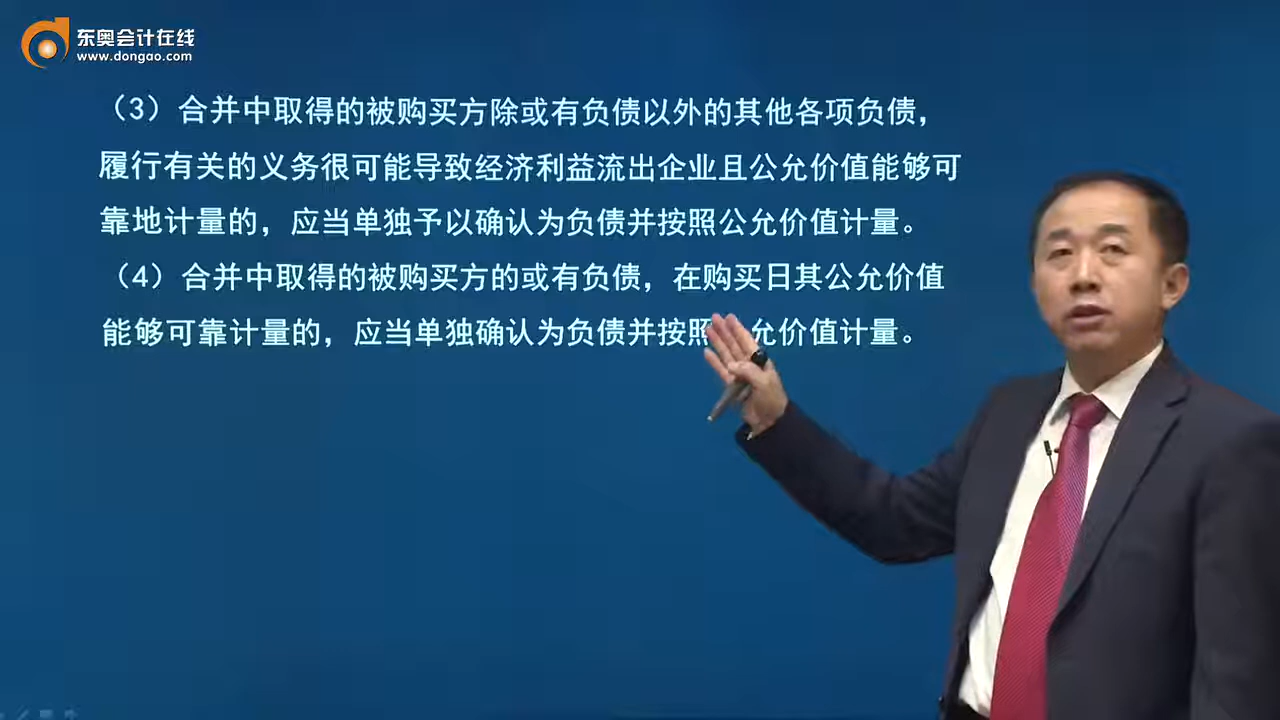 东奥会计在线
www.dongao.com
（3）合并中取得的被购买方除或有负债以外的其他各项负债，
履行有关的义务很可能导致经济利益流出企业且公允价值能够可
靠地计量的，应当单独予以确认为负债并按照公允价值计量。
（4）合并中取得的被购买方的或有负债，在购买日其公允价值
能够可靠计量的，应当单独确认为负债并按照 允价值计量。